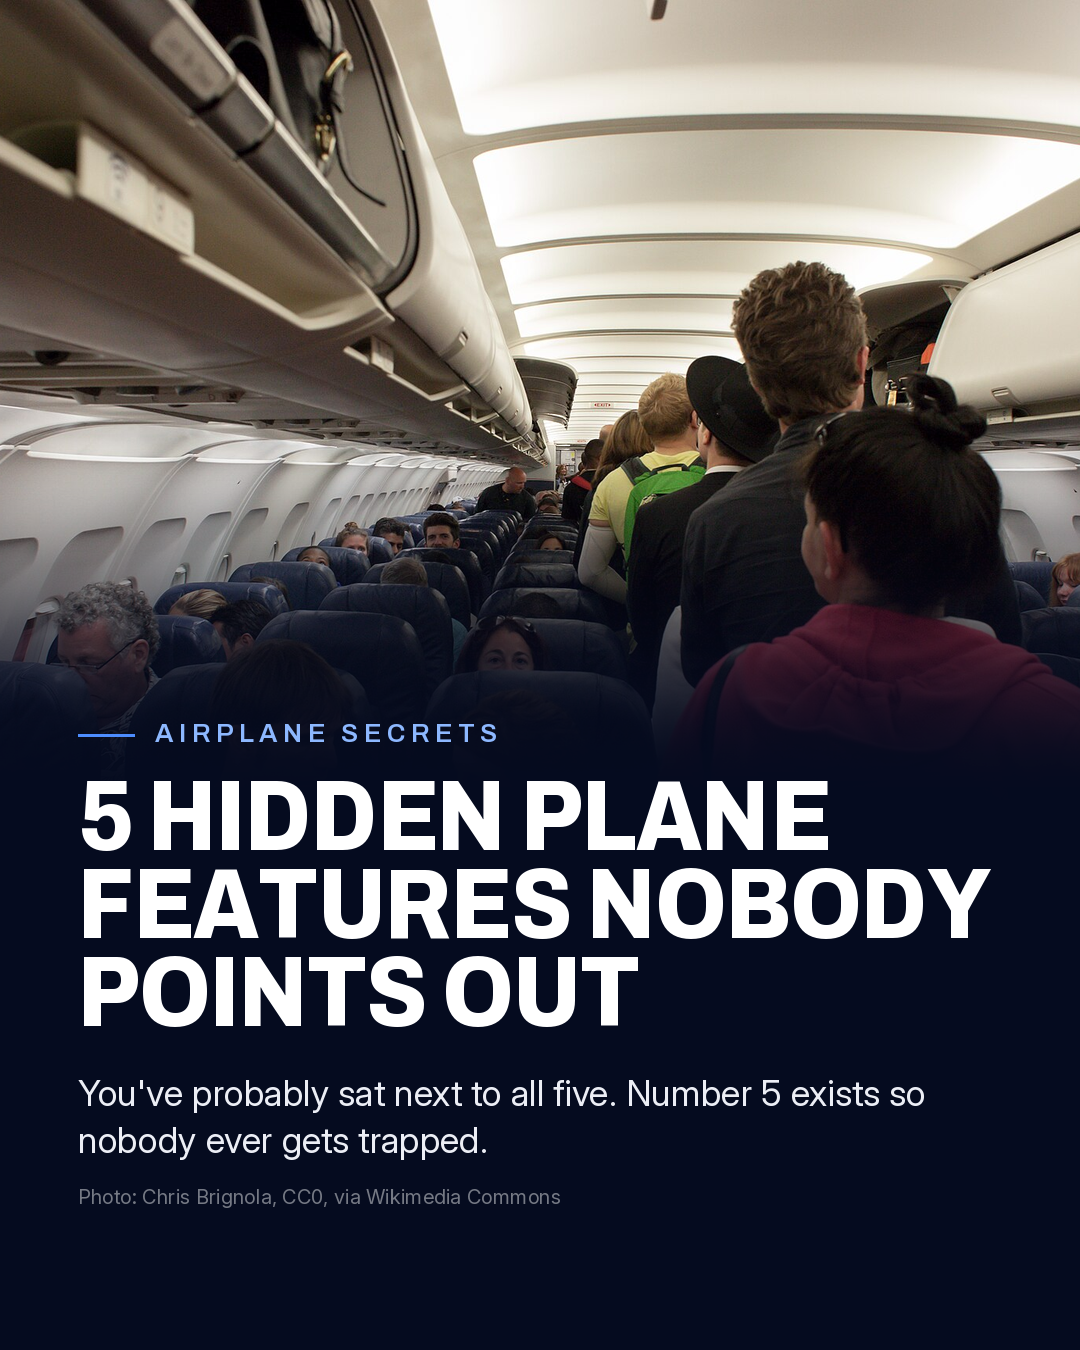 EXIT
AIRPLANE SECRETS
5 HIDDEN PLANE
FEATURES NOBODY
POINTS OUT
You've probably sat next to all five. Number 5 exists so
nobody ever gets trapped.
Photo: Chris Brignola, CC0, via Wikimedia Commons